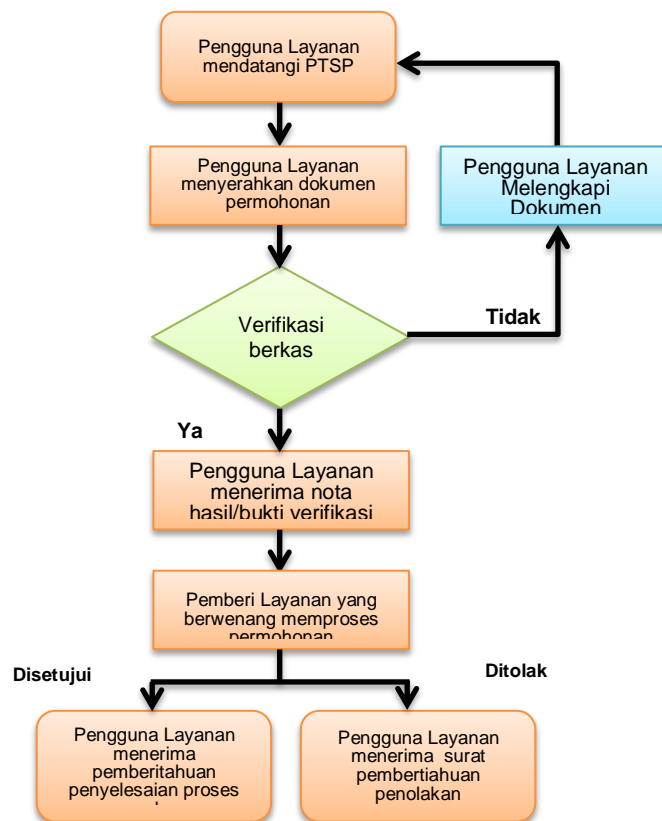 Pengguna Layanan
mendatangi PTSP
Pengguna Layanan
menyerahkan dokumen
permohonan
Pengguna Layanan
Melengkapi
Dokumen
Verifikasi
berkas
Tidak
Ya
Pengguna Layanan
menerima nota
hasil/bukti verifikasi
Pemberi Layanan yang
berwenang memproses
permohonan
Disetujui
Ditolak
Pengguna Layanan
menerima
pemberitahuan
penyelesaian proses
Pengguna Layanan
menerima surat
pembertiahuan
penolakan